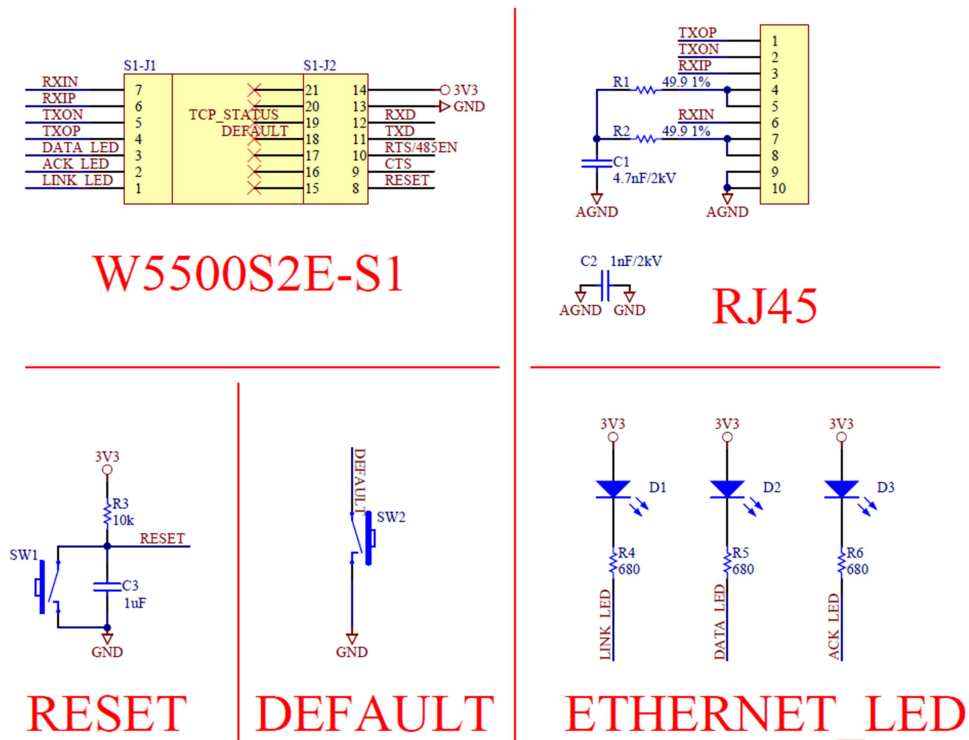 S1-J1
S1-J2
RXIN 7
RXIP 6
TXON 5
TXOP 4
DATA_LED 3
ACK_LED 2
LINK_LED 1
21 14 3V3
20 13 GND
TCP_STATUS 19 12 RXD
DEFAULT 18 11 TXD
17 10 RTS/485EN
16 9 CTS
15 8 RESET
W5500S2E-S1
TXOP 1
TXON 2
RXIP 3
R1 49.9 1% 4
5
RXIN 6
R2 49.9 1% 7
8
C1
4.7nF/2kV
9
10
AGND
AGND
C2 1nF/2kV
AGND GND
RJ45
3V3
R3
10k
RESET
SW1
C3
1uF
GND
RESET
DEFAULT
SW2
GND
DEFAULT
3V3 3V3 3V3
D1 D2 D3
R4 R5 R6
680 680 680
LINK_LED DATA_LED ACK_LED
ETHERNET_LED